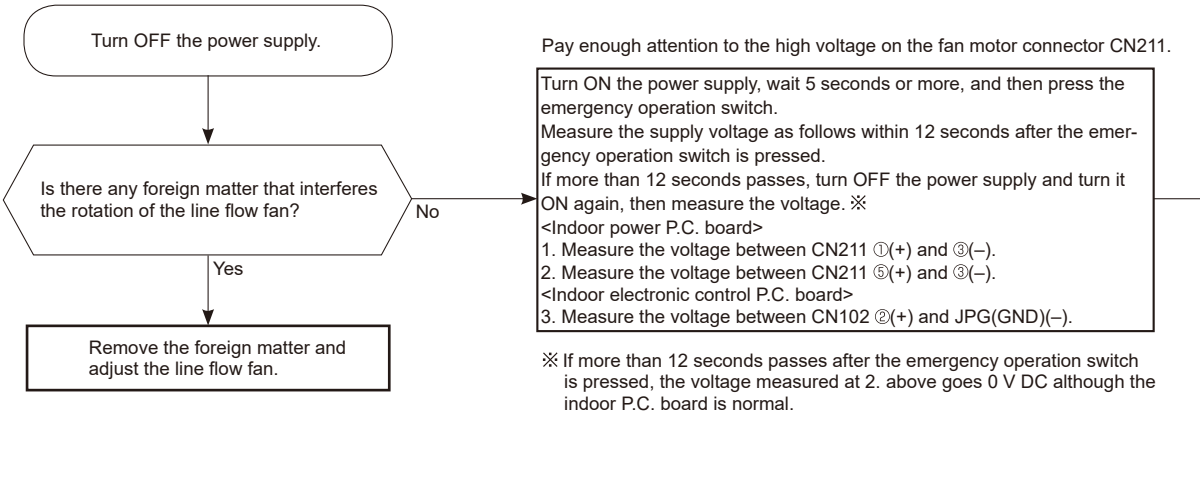 Turn OFF the power supply.
Is there any foreign matter that interferes
the rotation of the line flow fan?
No
Yes
Remove the foreign matter and
adjust the line flow fan.
Pay enough attention to the high voltage on the fan motor connector CN211.
Turn ON the power supply, wait 5 seconds or more, and then press the
emergency operation switch.
Measure the supply voltage as follows within 12 seconds after the emer-
gency operation switch is pressed.
If more than 12 seconds passes, turn OFF the power supply and turn it
ON again, then measure the voltage. ※
<Indoor power P.C. board>
1. Measure the voltage between CN211 ①(+) and ③(–).
2. Measure the voltage between CN211 ⑤(+) and ③(–).
<Indoor electronic control P.C. board>
3. Measure the voltage between CN102 ②(+) and JPG(GND)(–).
※ If more than 12 seconds passes after the emergency operation switch
is pressed, the voltage measured at 2. above goes 0 V DC although the
indoor P.C. board is normal.